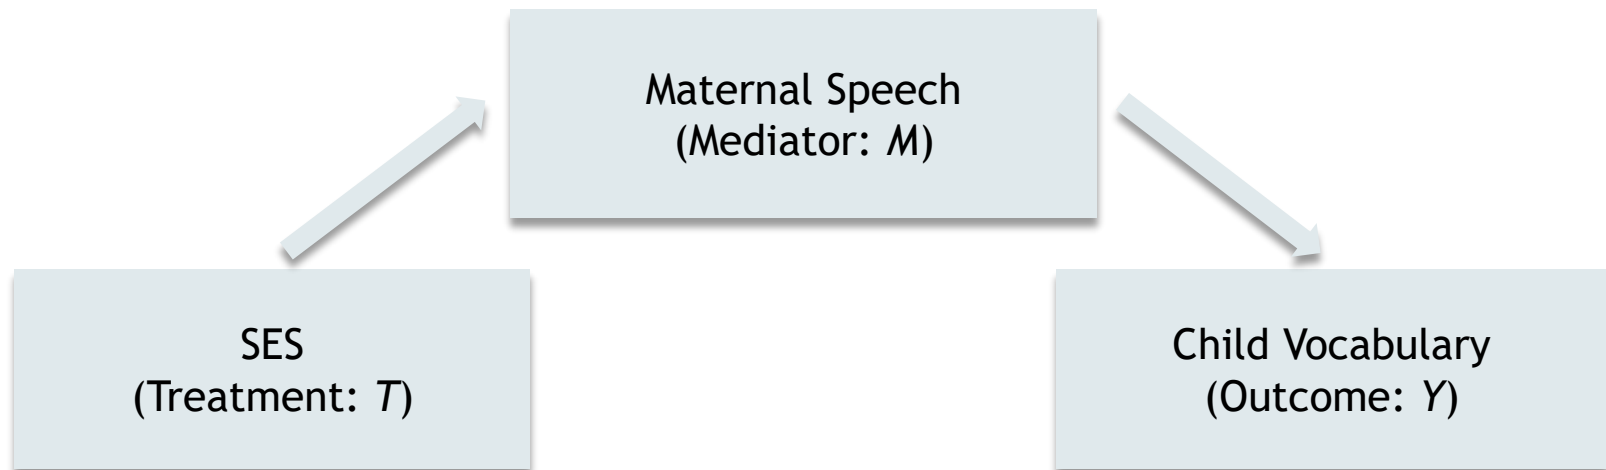 Maternal Speech
(Mediator: M)
SES
(Treatment: T)
Child Vocabulary
(Outcome: Y)